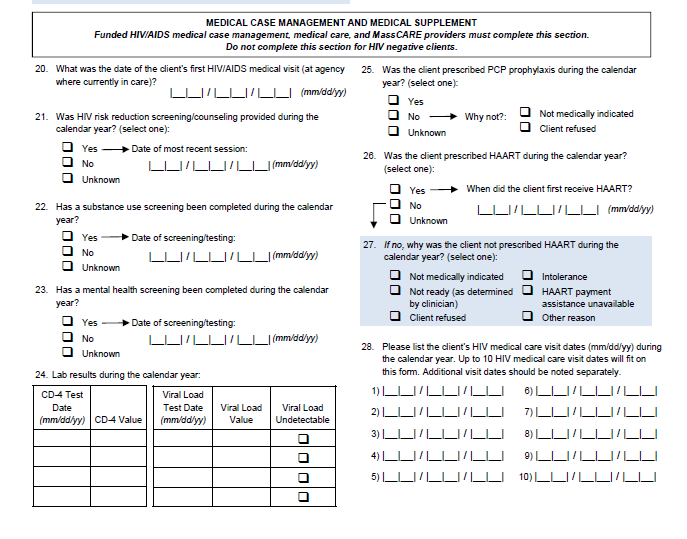 MEDICAL CASE MANAGEMENT AND MEDICAL SUPPLEMENT
Funded HIV/AIDS medical case management, medical care, and MassCARE providers must complete this section.
Do not complete this section for HIV negative clients.
20. What was the date of the client's first HIV/AIDS medical visit (at agency
where currently in care)?
|__|__| / |__|__| / |__|__| (mm/dd/yy)
21. Was HIV risk reduction screening/counseling provided during the
calendar year? (select one):
❑ Yes → Date of most recent session:
❑ No |__|__| / |__|__| / |__|__| (mm/dd/yy)
❑ Unknown
22. Has a substance use screening been completed during the calendar
year?
❑ Yes → Date of screening/testing:
❑ No |__|__| / |__|__| / |__|__| (mm/dd/yy)
❑ Unknown
23. Has a mental health screening been completed during the calendar
year?
❑ Yes → Date of screening/testing:
❑ No |__|__| / |__|__| / |__|__| (mm/dd/yy)
❑ Unknown
24. Lab results during the calendar year:
CD-4 Test
Date
(mm/dd/yy)
CD-4 Value
Viral Load
Test Date
(mm/dd/yy)
Viral Load
Value
Viral Load
Undetectable
❑
❑
❑
❑
25. Was the client prescribed PCP prophylaxis during the calendar
year? (select one):
❑ Yes
❑ No → Why not?: ❑ Not medically indicated
❑ Unknown ❑ Client refused
26. Was the client prescribed HAART during the calendar year?
(select one):
❑ Yes → When did the client first receive HAART?
❑ No |__|__| / |__|__| / |__|__| (mm/dd/yy)
❑ Unknown
27. If no, why was the client not prescribed HAART during the
calendar year? (select one):
❑ Not medically indicated ❑ Intolerance
❑ Not ready (as determined ❑ HAART payment
by clinician) assistance unavailable
❑ Client refused ❑ Other reason
28. Please list the client's HIV medical care visit dates (mm/dd/yy) during
the calendar year. Up to 10 HIV medical care visit dates will fit on
this form. Additional visit dates should be noted separately.
1) |__|__| / |__|__| / |__|__| 6) |__|__| / |__|__| / |__|__|
2) |__|__| / |__|__| / |__|__| 7) |__|__| / |__|__| / |__|__|
3) |__|__| / |__|__| / |__|__| 8) |__|__| / |__|__| / |__|__|
4) |__|__| / |__|__| / |__|__| 9) |__|__| / |__|__| / |__|__|
5) |__|__| / |__|__| / |__|__| 10) |__|__| / |__|__| / |__|__|